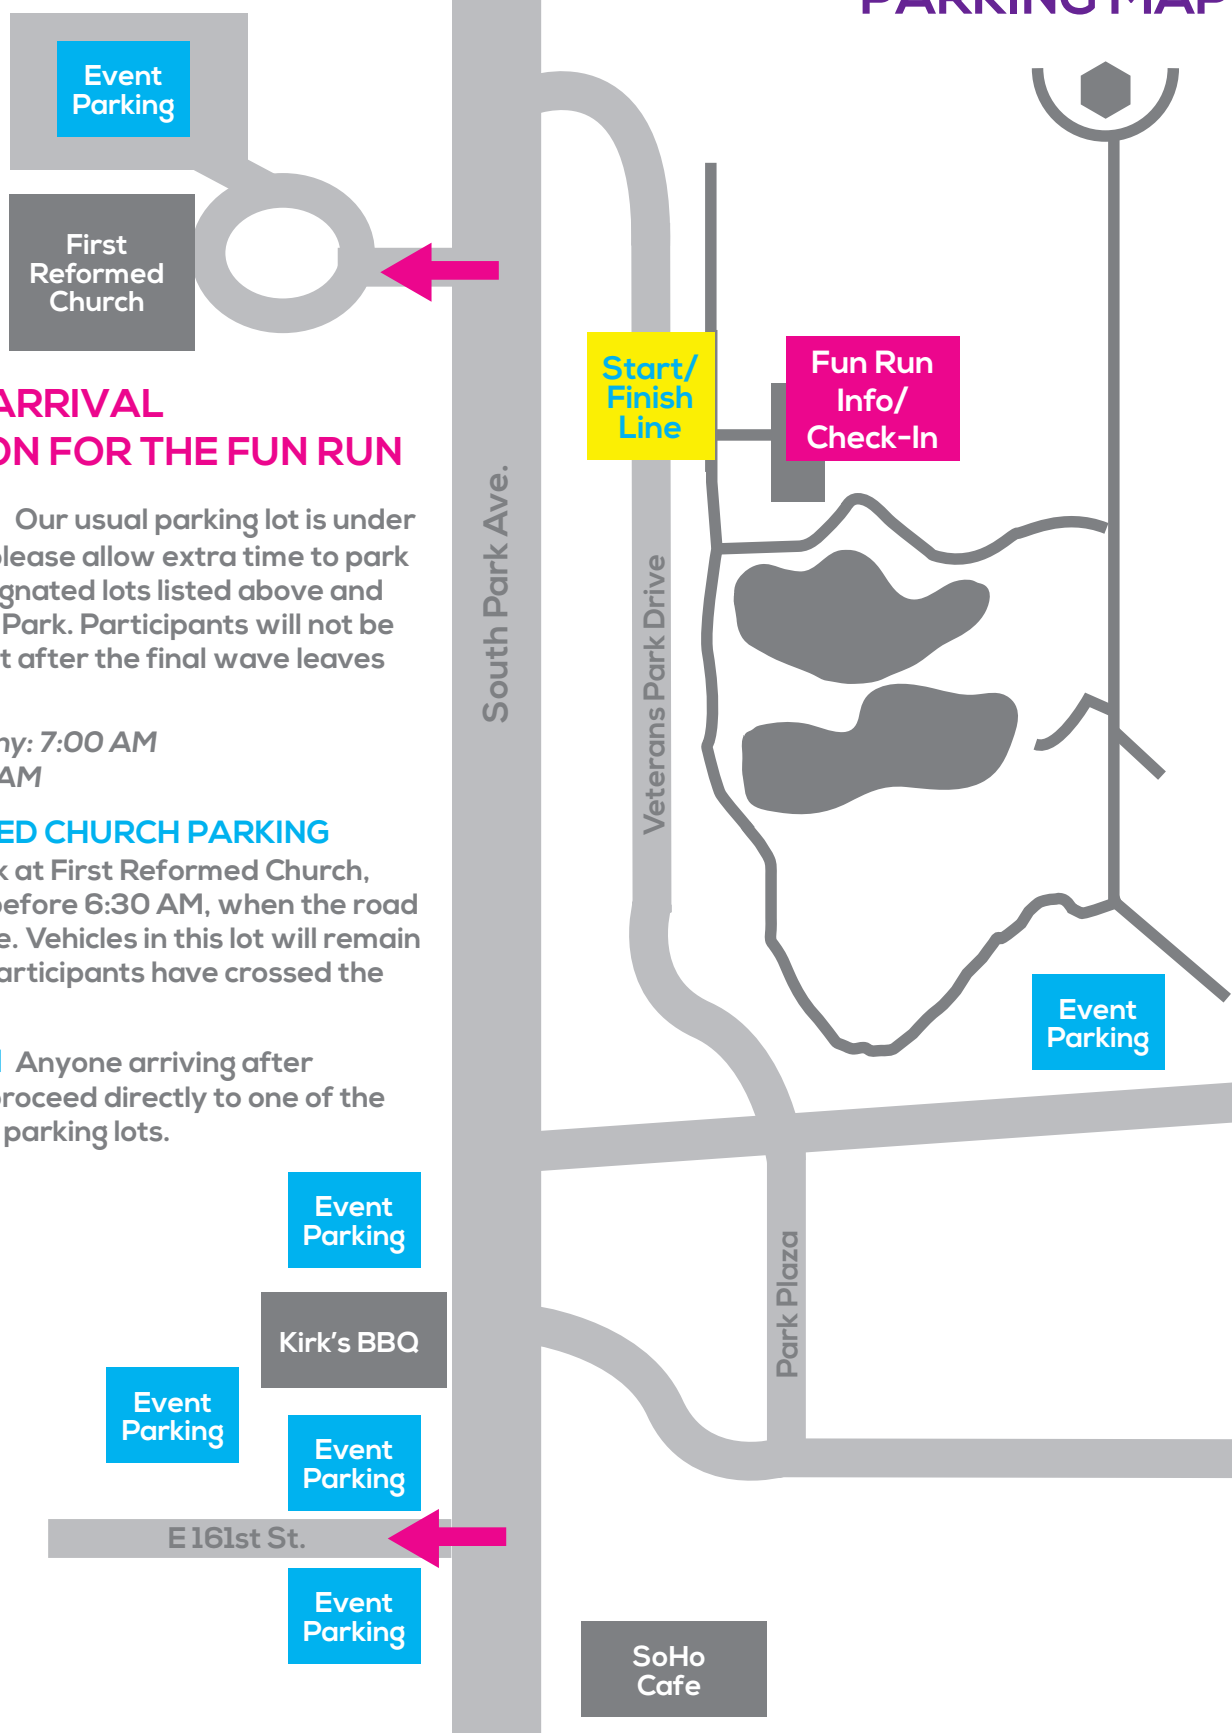 PARKING MAP
Event
Parking
First
Reformed
Church
Start/
Finish
Line
Fun Run
Info/
Check-In
ARRIVAL
ON FOR THE FUN RUN
Our usual parking lot is under
please allow extra time to park
gnated lots listed above and
Park. Participants will not be
t after the final wave leaves
ny: 7:00 AM
AM
ED CHURCH PARKING
k at First Reformed Church,
before 6:30 AM, when the road
e. Vehicles in this lot will remain
articipants have crossed the
Anyone arriving after
proceed directly to one of the
parking lots.
South Park Ave.
Veterans Park Drive
Event
Parking
Event
Parking
Kirk's BBQ
Park Plaza
Event
Parking
Event
Parking
E 161st St.
Event
Parking
SoHo
Cafe